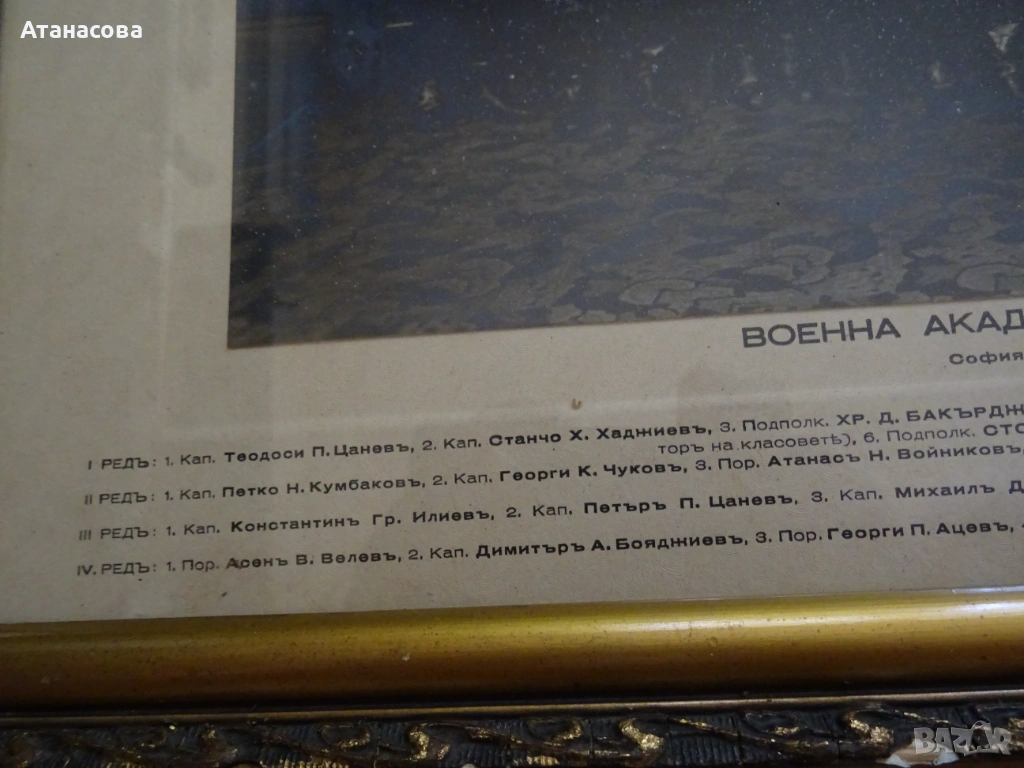 Атанасова
ВОЕННА АКАД
София
I РЕДЪ: 1. Кап. Теодоси П. Цаневъ, 2. Кап. Станчо Х. Хаджиевъ, 3. Подполк. ХР. Д. БАКЪРДЖ
торъ на класоветѣ), 6. Подполк. СТО
II РЕДЪ: 1. Кап. Петко Н. Кумбаковъ, 2. Кап. Георги К. Чуковъ, 3. Пор. Атанасъ Н. Войниковъ,
III РЕДЪ: 1. Кап. Константинъ Гр. Илиевъ, 2. Кап. Петъръ П. Цаневъ, 3. Кап. Михаилъ Д
IV. РЕДЪ: 1. Пор. Асенъ В. Велевъ, 2. Кап. Димитъръ А. Бояджиевъ, 3. Пор. Георги П. Ацевъ,
BAZAR